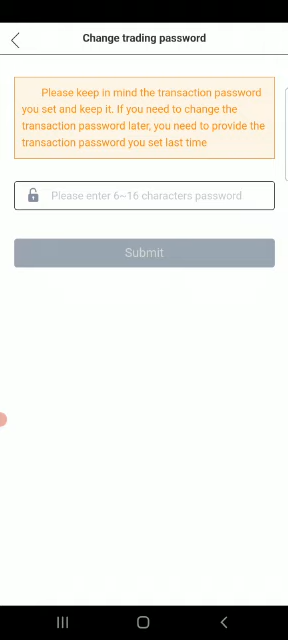 Change trading password
Please keep in mind the transaction password
you set and keep it. If you need to change the
transaction password later, you need to provide the
transaction password you set last time
Please enter 6~16 characters password
Submit